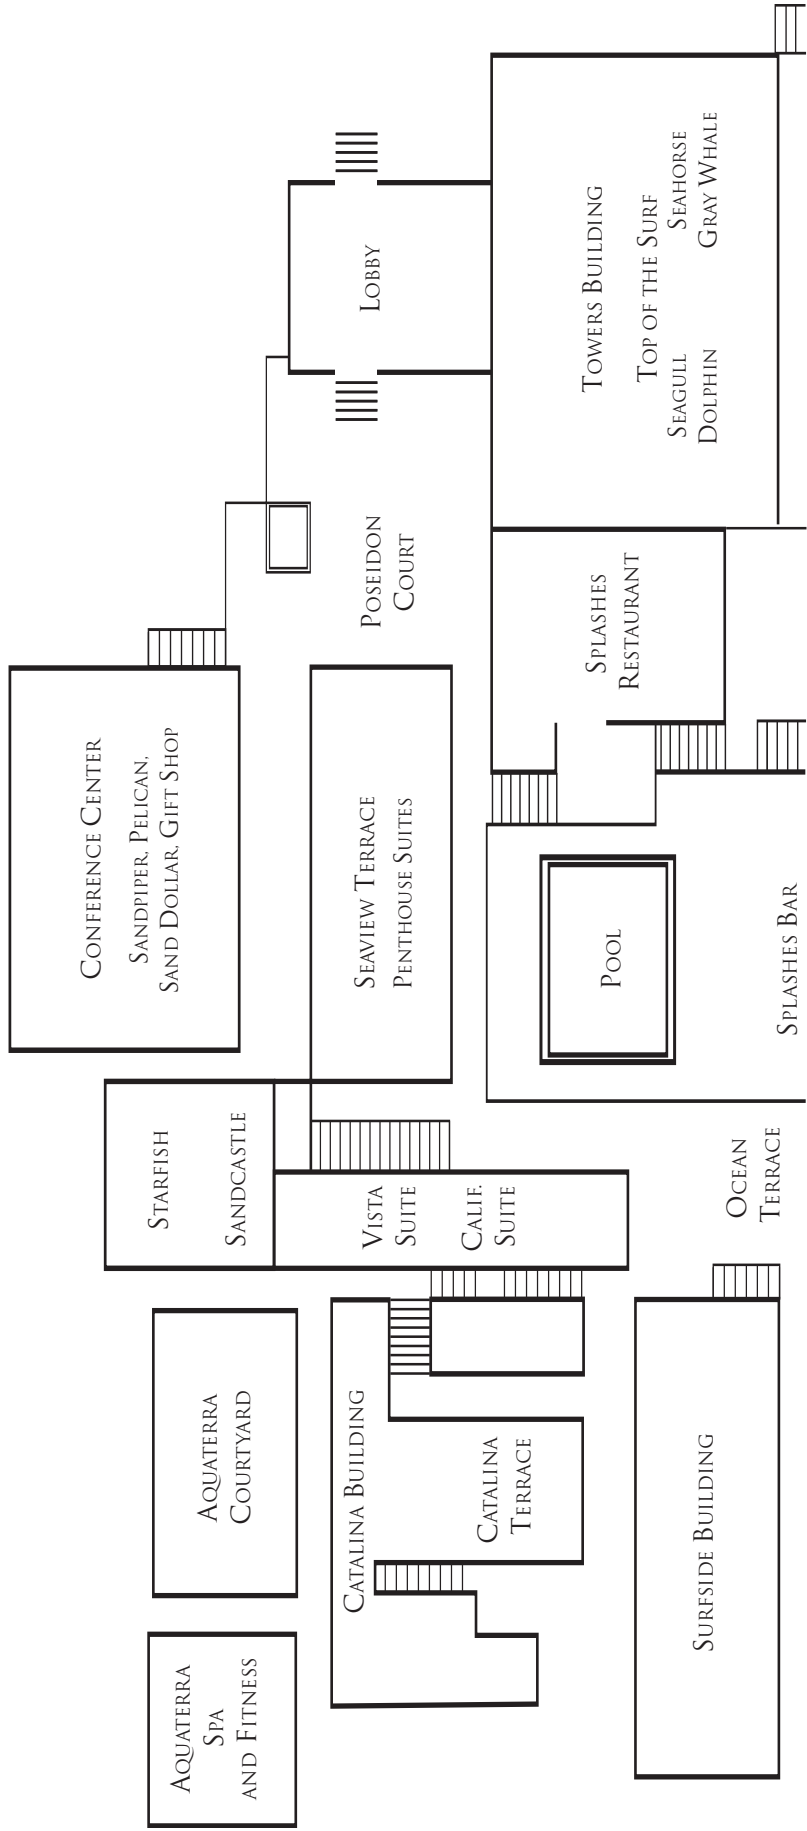 Conference Center
Sandpiper, Pelican,
Sand Dollar, Gift Shop
Starfish
Sandcastle
Aquaterra
Courtyard
Aquaterra
Spa
and Fitness
Lobby
Poseidon
Court
Seaview Terrace
Penthouse Suites
Vista
Suite
Calif.
Suite
Catalina Building
Catalina
Terrace
Towers Building
Top of the Surf
Seagull Seahorse
Dolphin Gray Whale
Splashes
Restaurant
Pool
Splashes Bar
Ocean
Terrace
Surfside Building